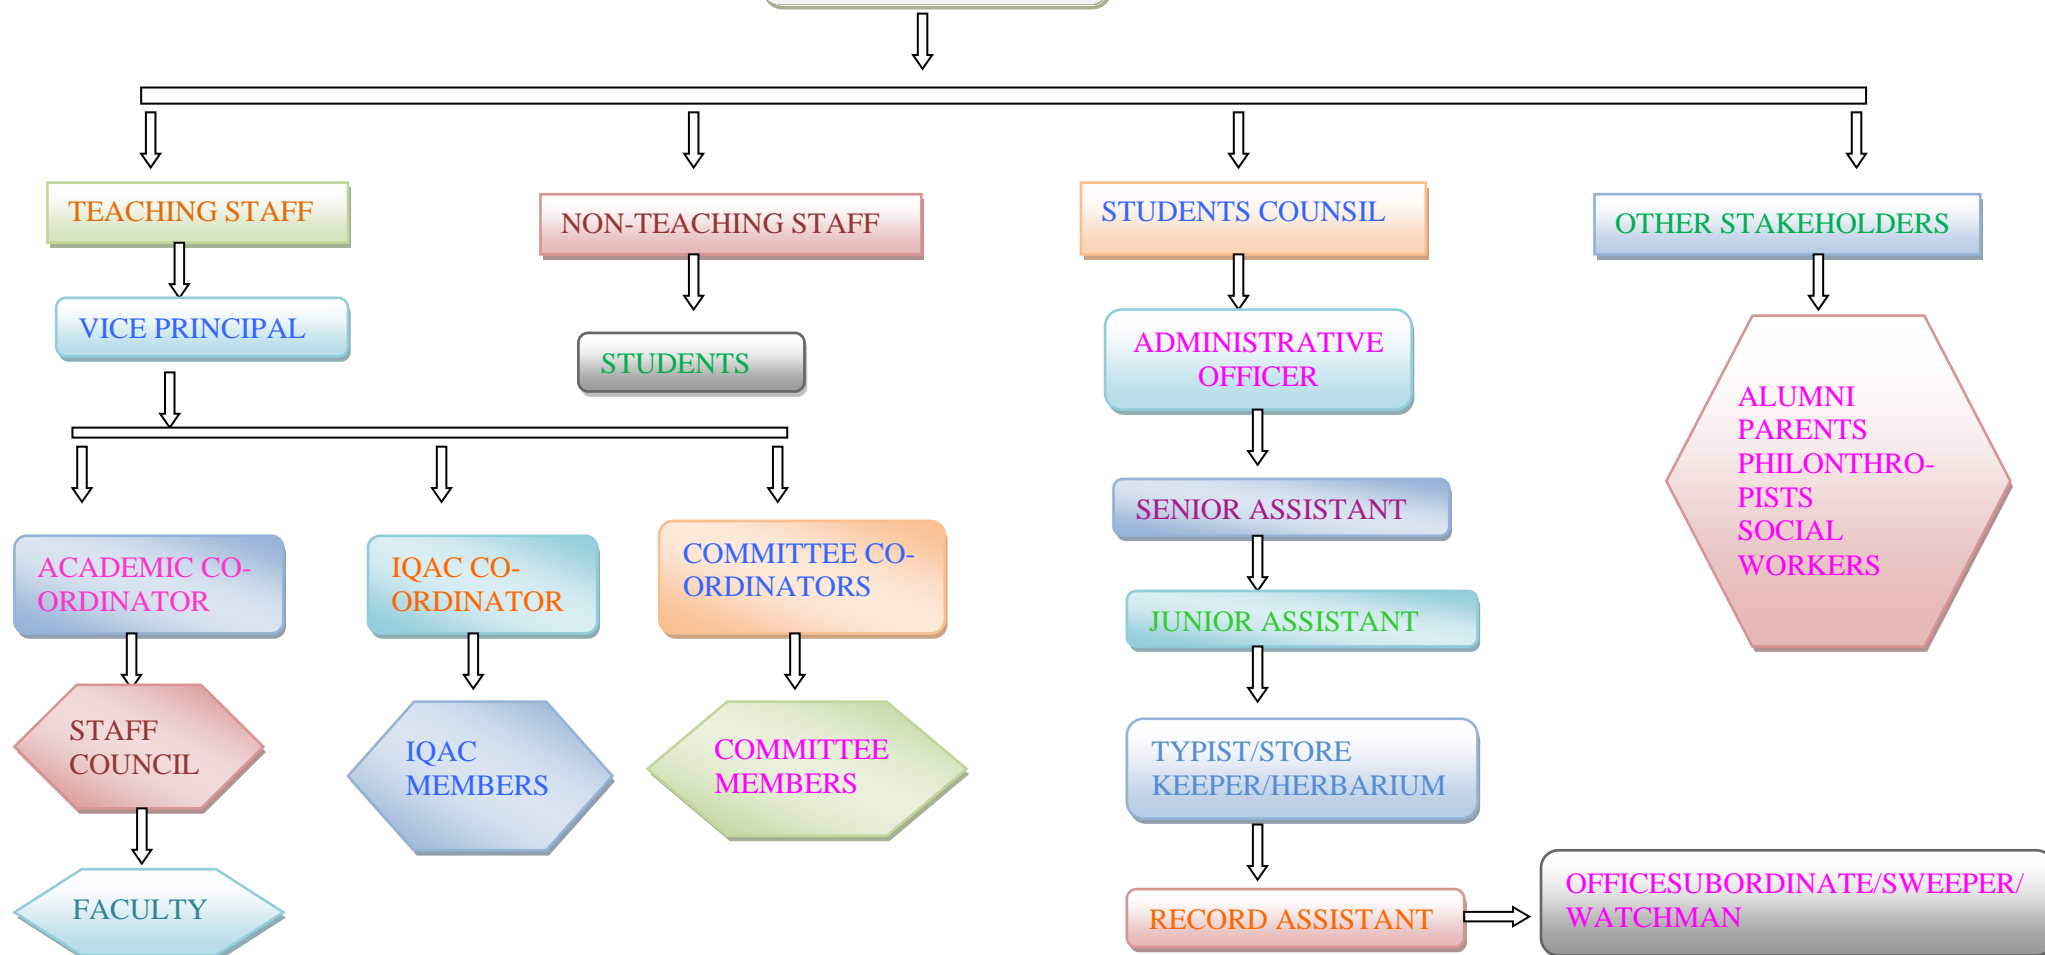 TEACHING STAFF
NON-TEACHING STAFF
STUDENTS COUNSIL
OTHER STAKEHOLDERS
VICE PRINCIPAL
STUDENTS
ADMINISTRATIVE
OFFICER
ALUMNI
PARENTS
PHILONTHRO-
PISTS
SOCIAL
WORKERS
SENIOR ASSISTANT
ACADEMIC CO-
ORDINATOR
IQAC CO-
ORDINATOR
COMMITTEE CO-
ORDINATORS
JUNIOR ASSISTANT
STAFF
COUNCIL
IQAC
MEMBERS
COMMITTEE
MEMBERS
TYPIST/STORE
KEEPER/HERBARIUM
FACULTY
RECORD ASSISTANT
OFFICESUBORDINATE/SWEEPER/
WATCHMAN